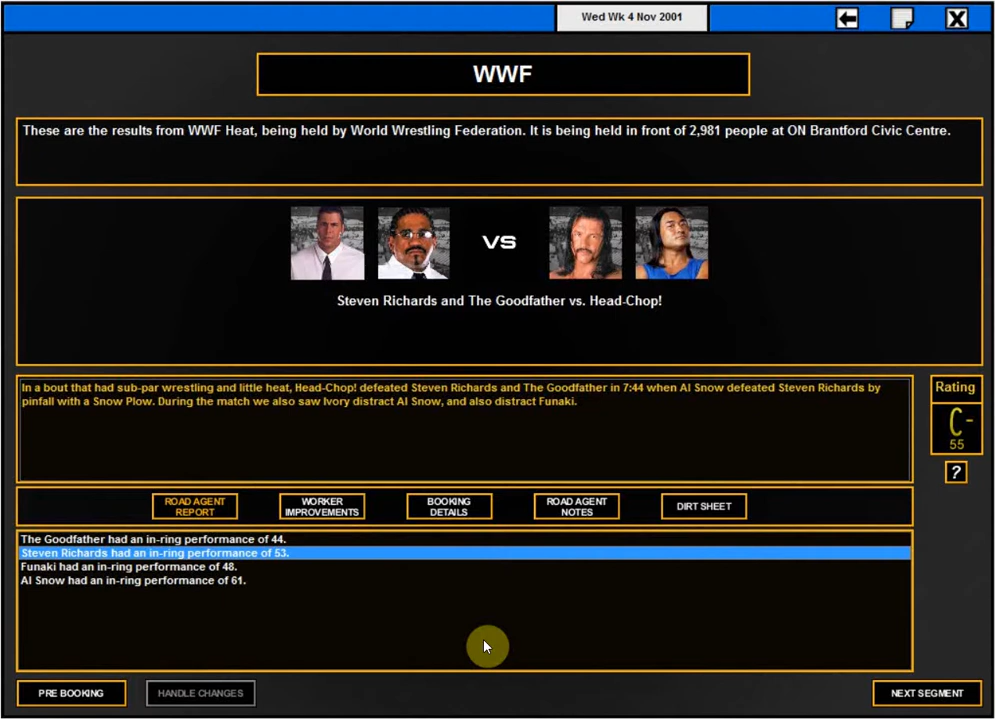 Wed Wk 4 Nov 2001
WWF
These are the results from WWF Heat, being held by World Wrestling Federation. It is being held in front of 2,981 people at ON Brantford Civic Centre.
VS
Steven Richards and The Goodfather vs. Head-Chop!
In a bout that had sub-par wrestling and little heat, Head-Chop! defeated Steven Richards and The Goodfather in 7:44 when Al Snow defeated Steven Richards by
pinfall with a Snow Plow. During the match we also saw Ivory distract Al Snow, and also distract Funaki.
Rating
C-
55
?
ROAD AGENT
REPORT
WORKER
IMPROVEMENTS
BOOKING
DETAILS
ROAD AGENT
NOTES
DIRT SHEET
The Goodfather had an in-ring performance of 44.
Steven Richards had an in-ring performance of 53.
Funaki had an in-ring performance of 48.
Al Snow had an in-ring performance of 61.
PRE BOOKING
HANDLE CHANGES
NEXT SEGMENT